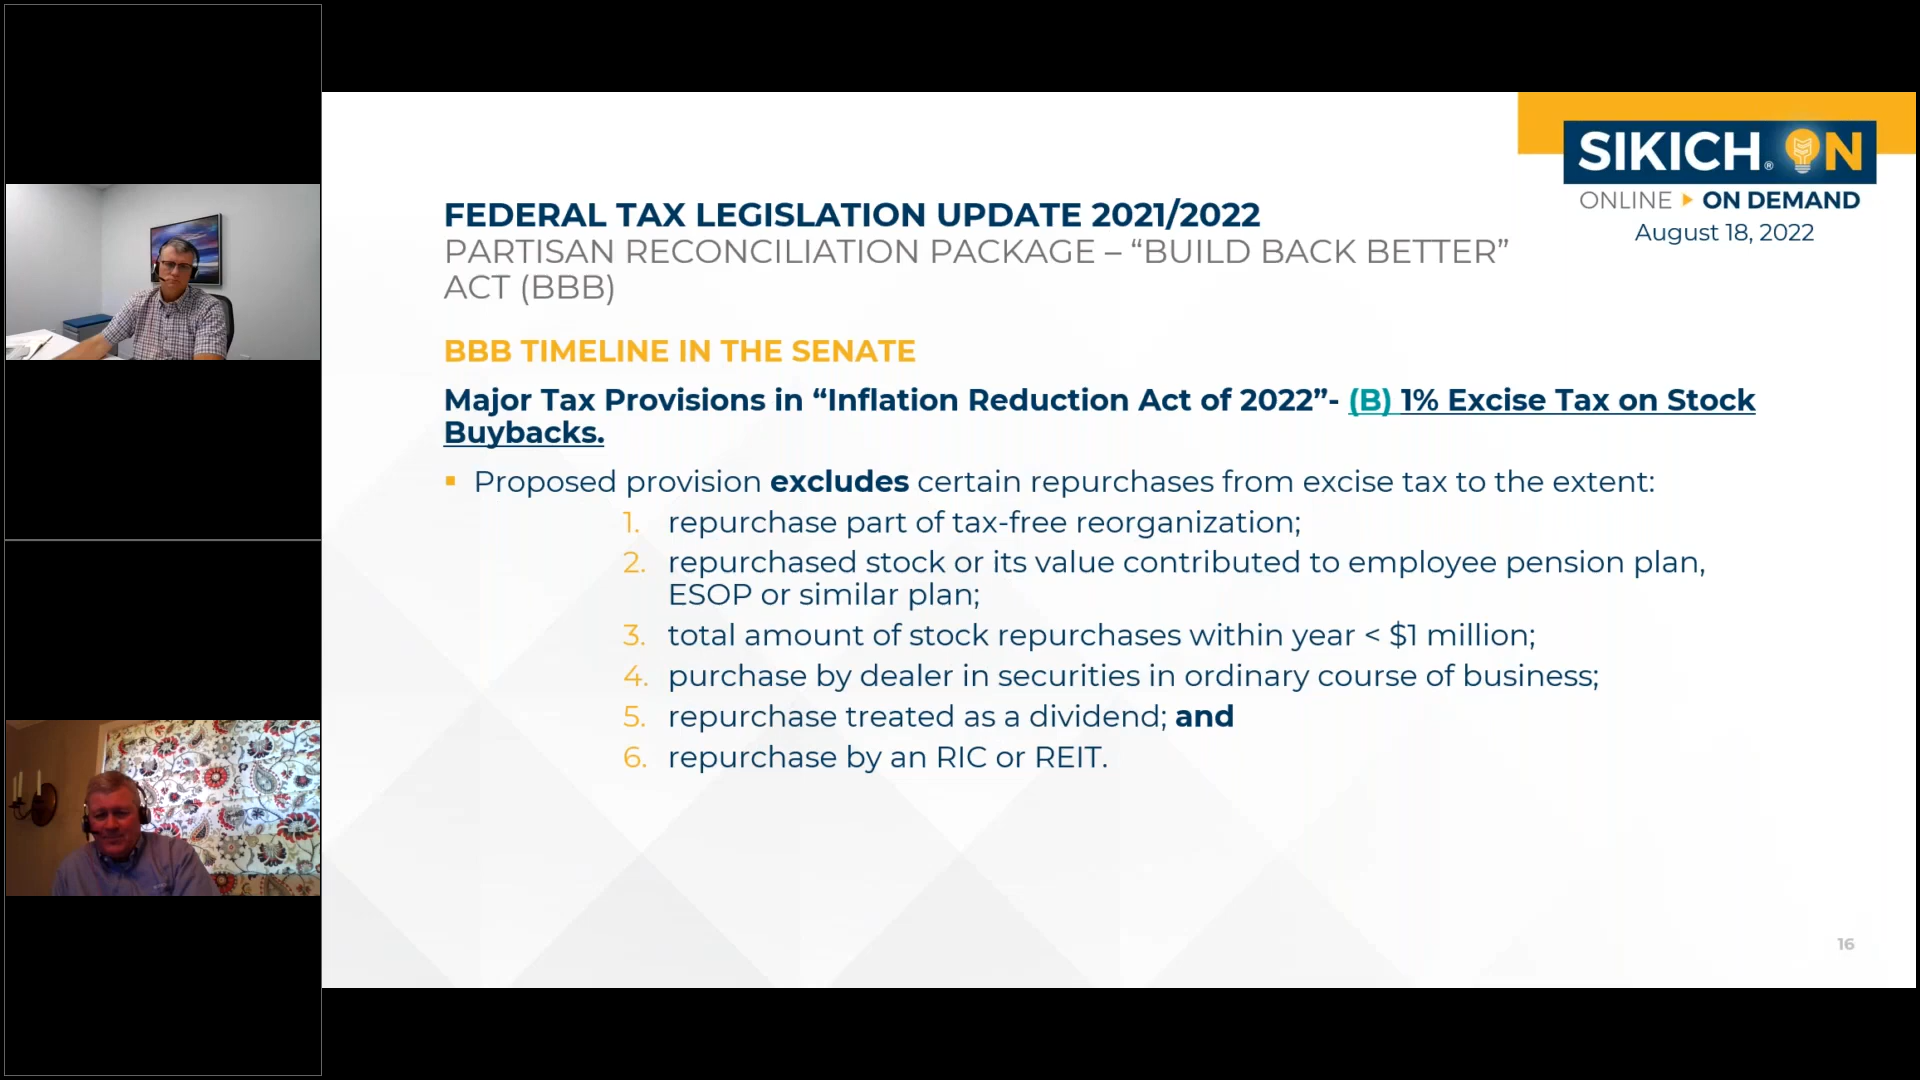 SIKICH® ON
ONLINE ▸ ON DEMAND
August 18, 2022
FEDERAL TAX LEGISLATION UPDATE 2021/2022
PARTISAN RECONCILIATION PACKAGE – “BUILD BACK BETTER”
ACT (BBB)
BBB TIMELINE IN THE SENATE
Major Tax Provisions in “Inflation Reduction Act of 2022”- (B) 1% Excise Tax on Stock
Buybacks.
▪ Proposed provision excludes certain repurchases from excise tax to the extent:
1. repurchase part of tax-free reorganization;
2. repurchased stock or its value contributed to employee pension plan,
ESOP or similar plan;
3. total amount of stock repurchases within year < $1 million;
4. purchase by dealer in securities in ordinary course of business;
5. repurchase treated as a dividend; and
6. repurchase by an RIC or REIT.
16